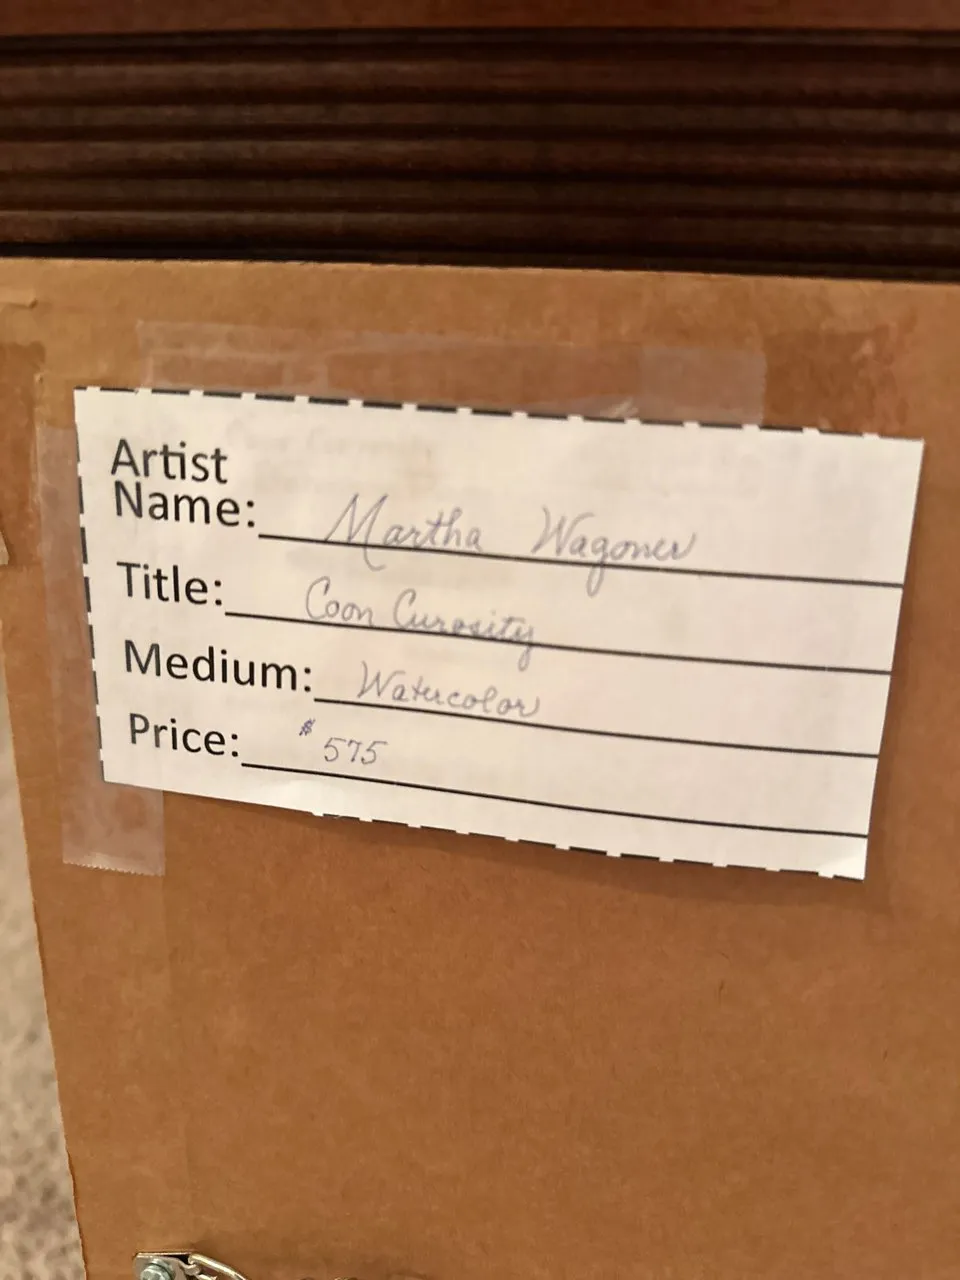 Artist
Name: Martha Wagoner
Title: Coon Curosity
Medium: Watercolor
Price: $575